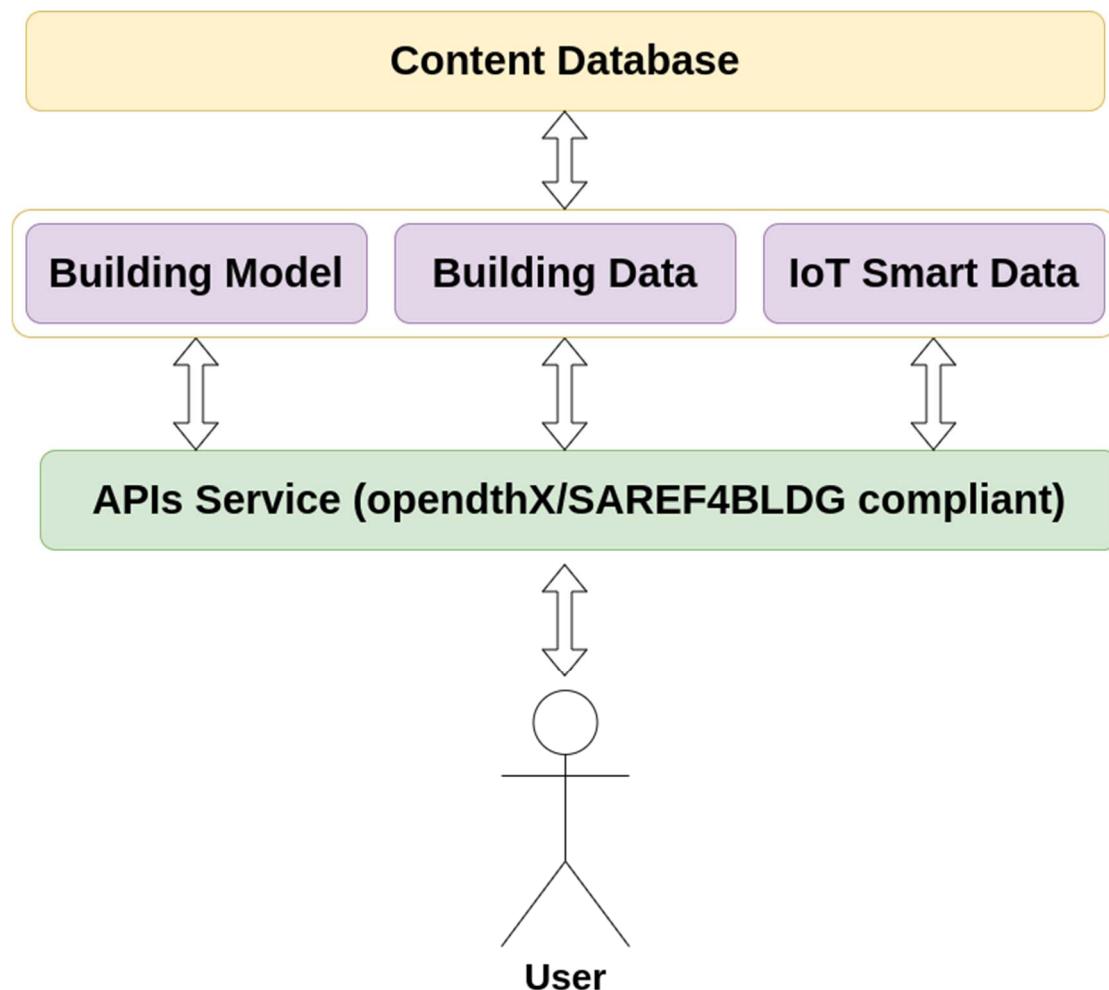 Content Database
Building Model
Building Data
IoT Smart Data
APIs Service (opendthX/SAREF4BLDG compliant)
User